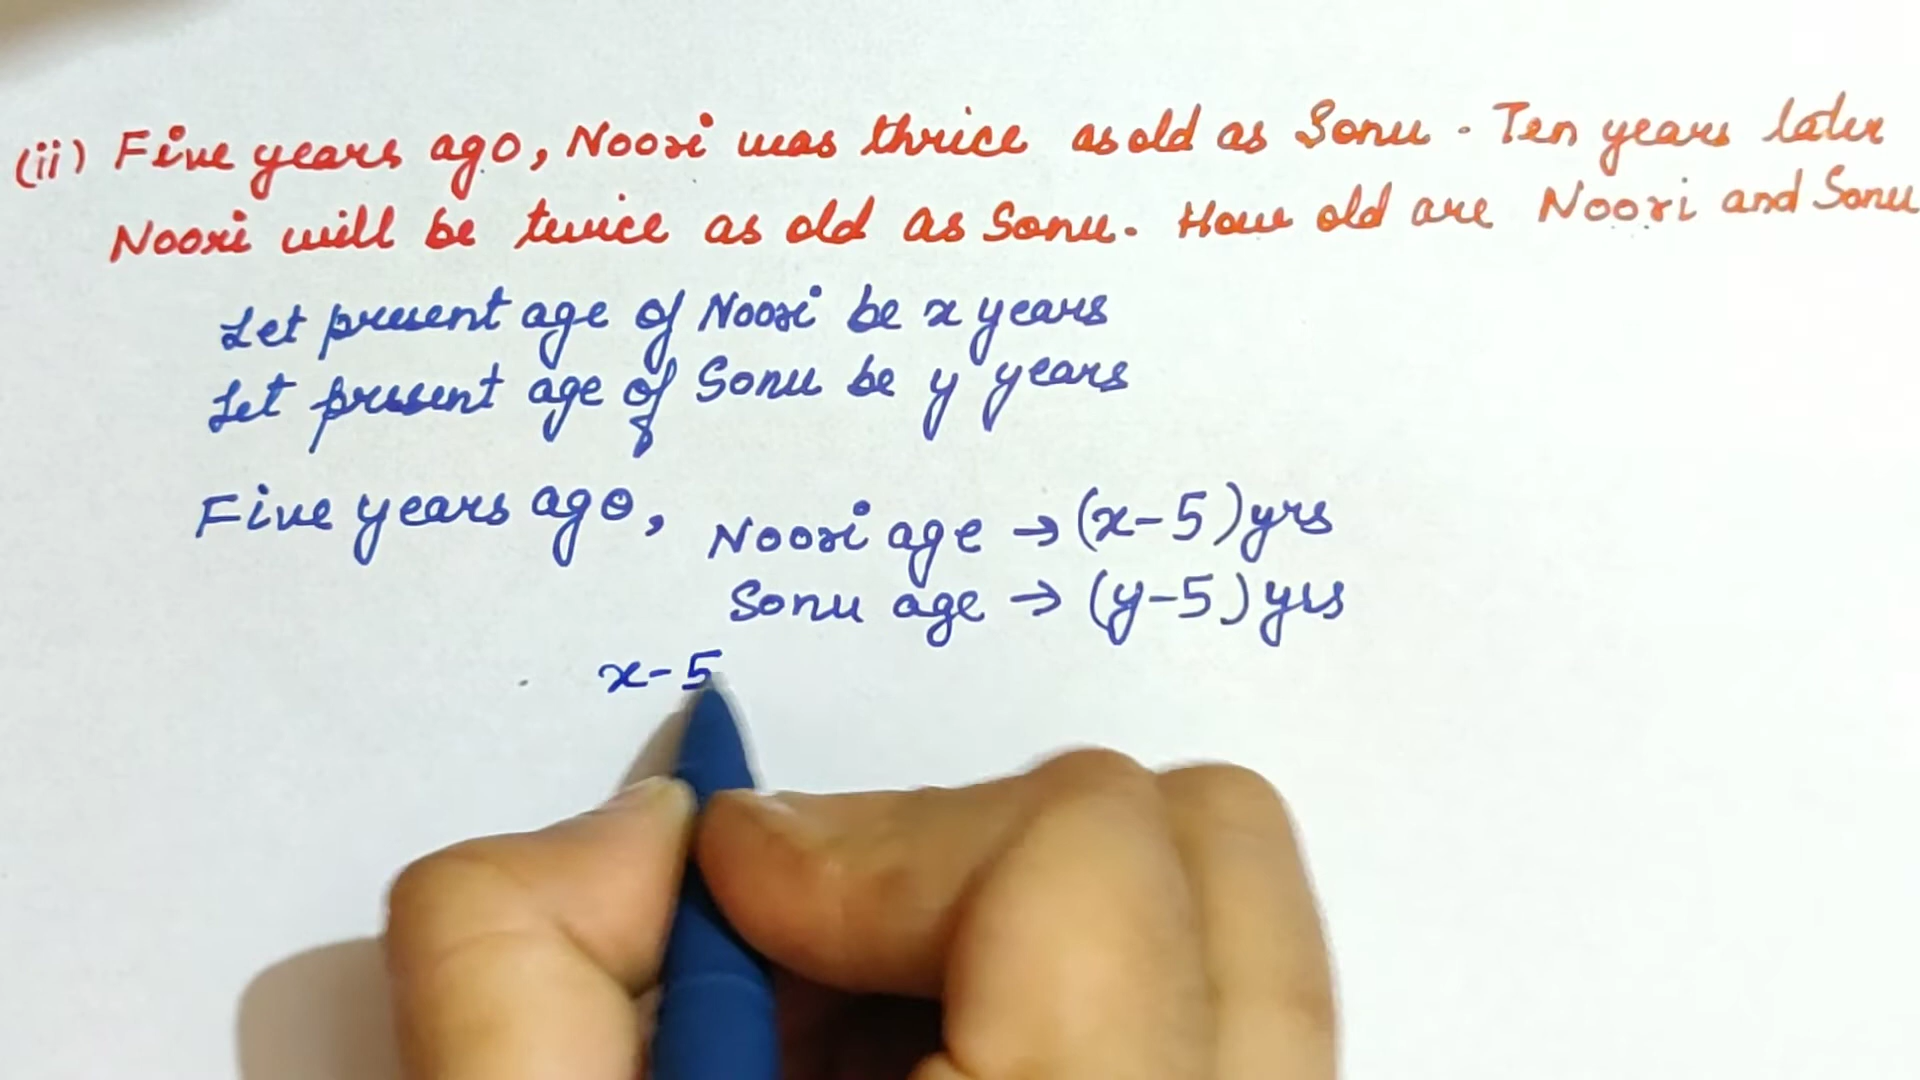 (ii) Five years ago, Noori was thrice as old as Sonu. Ten years later
Noori will be twice as old as Sonu. How old are Noori and Sonu
Let present age of Noori be x years
Let present age of Sonu be y years
Five years ago, Noori age → (x-5) yrs
Sonu age → (y-5) yrs
x-5